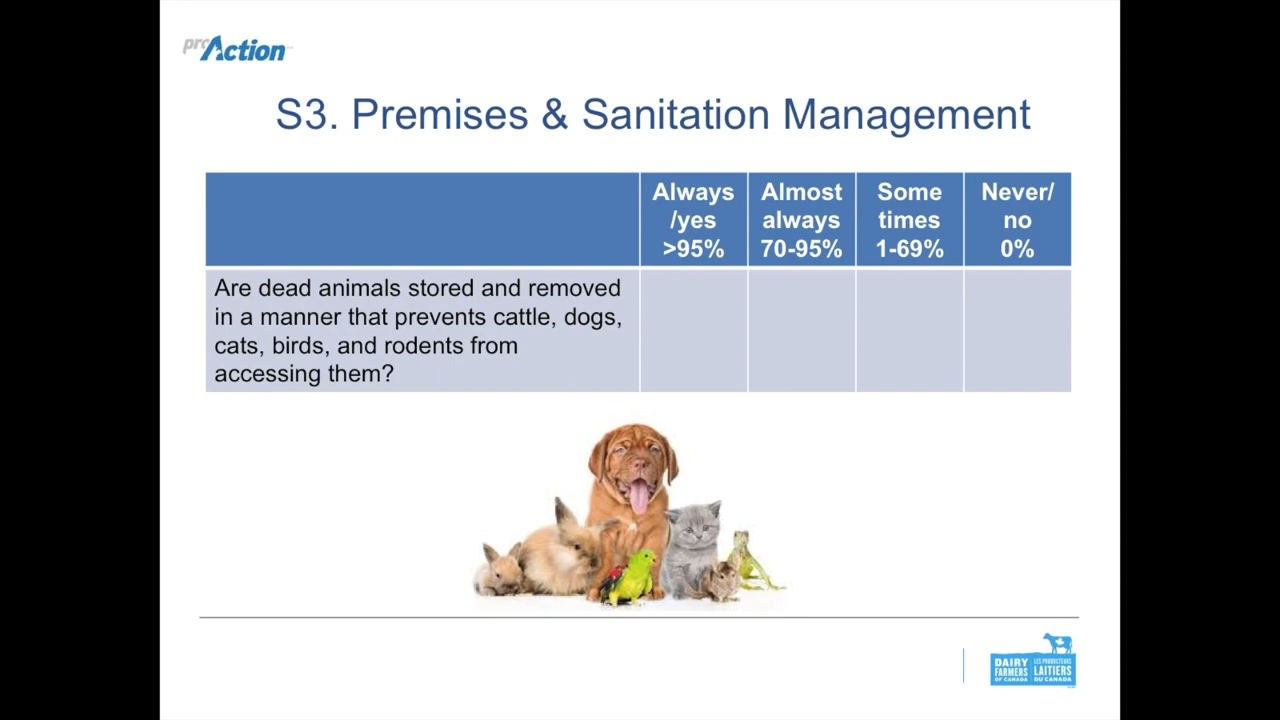 proAction
S3. Premises & Sanitation Management
Always
/yes
>95%
Almost
always
70-95%
Some
times
1-69%
Never/
no
0%
Are dead animals stored and removed
in a manner that prevents cattle, dogs,
cats, birds, and rodents from
accessing them?
DAIRY
FARMERS
OF CANADA
LES PRODUCTEURS
LAITIERS
DU CANADA